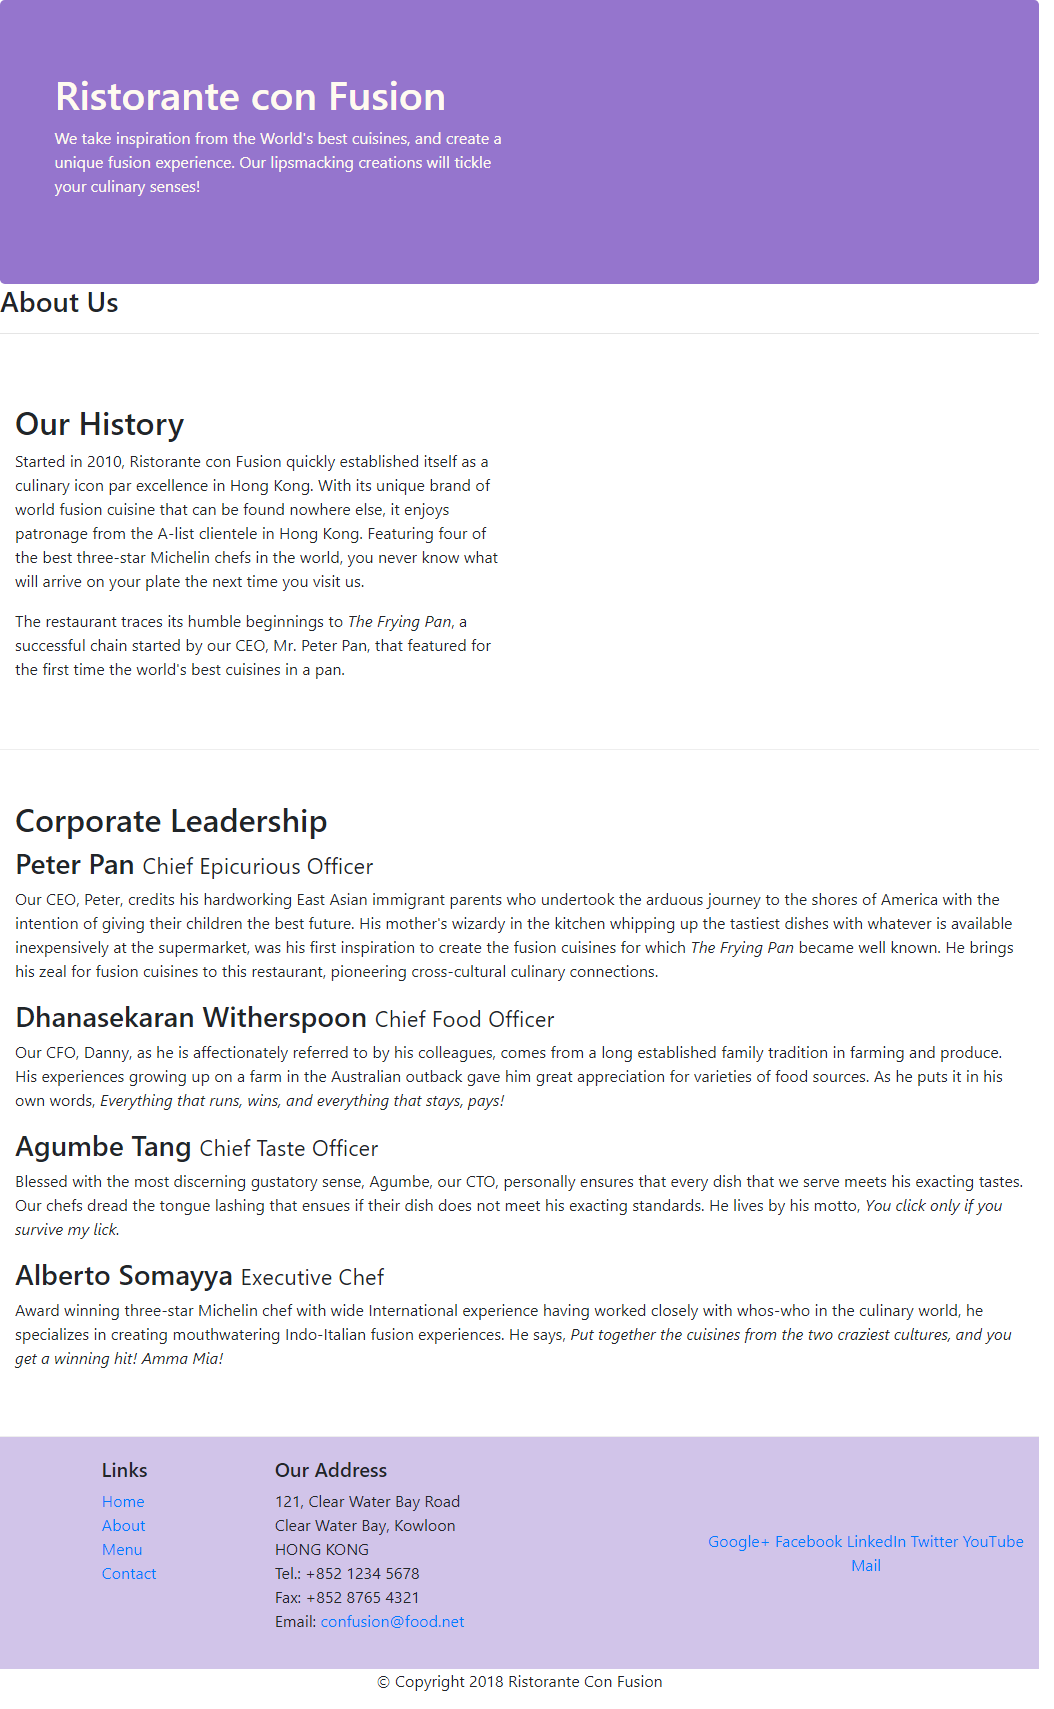 Ristorante con Fusion
We take inspiration from the World's best cuisines, and create a
unique fusion experience. Our lipsmacking creations will tickle
your culinary senses!
About Us
Our History
Started in 2010, Ristorante con Fusion quickly established itself as a
culinary icon par excellence in Hong Kong. With its unique brand of
world fusion cuisine that can be found nowhere else, it enjoys
patronage from the A-list clientele in Hong Kong. Featuring four of
the best three-star Michelin chefs in the world, you never know what
will arrive on your plate the next time you visit us.
The restaurant traces its humble beginnings to The Frying Pan, a
successful chain started by our CEO, Mr. Peter Pan, that featured for
the first time the world's best cuisines in a pan.
Corporate Leadership
Peter Pan Chief Epicurious Officer
Our CEO, Peter, credits his hardworking East Asian immigrant parents who undertook the arduous journey to the shores of America with the
intention of giving their children the best future. His mother's wizardy in the kitchen whipping up the tastiest dishes with whatever is available
inexpensively at the supermarket, was his first inspiration to create the fusion cuisines for which The Frying Pan became well known. He brings
his zeal for fusion cuisines to this restaurant, pioneering cross-cultural culinary connections.
Dhanasekaran Witherspoon Chief Food Officer
Our CFO, Danny, as he is affectionately referred to by his colleagues, comes from a long established family tradition in farming and produce.
His experiences growing up on a farm in the Australian outback gave him great appreciation for varieties of food sources. As he puts it in his
own words, Everything that runs, wins, and everything that stays, pays!
Agumbe Tang Chief Taste Officer
Blessed with the most discerning gustatory sense, Agumbe, our CTO, personally ensures that every dish that we serve meets his exacting tastes.
Our chefs dread the tongue lashing that ensues if their dish does not meet his exacting standards. He lives by his motto, You click only if you
survive my lick.
Alberto Somayya Executive Chef
Award winning three-star Michelin chef with wide International experience having worked closely with whos-who in the culinary world, he
specializes in creating mouthwatering Indo-Italian fusion experiences. He says, Put together the cuisines from the two craziest cultures, and you
get a winning hit! Amma Mia!
Links
Home
About
Menu
Contact
Our Address
121, Clear Water Bay Road
Clear Water Bay, Kowloon
HONG KONG
Tel.: +852 1234 5678
Fax: +852 8765 4321
Email: confusion@food.net
Google+ Facebook LinkedIn Twitter YouTube
Mail
© Copyright 2018 Ristorante Con Fusion